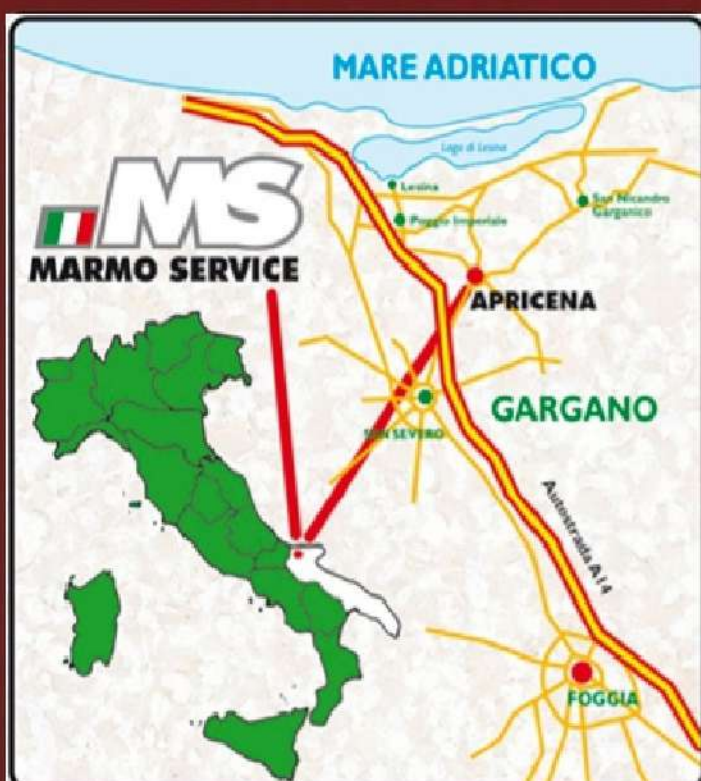 MARE ADRIATICO
Lago di Lesina
Lesina
San Nicandro
Garganico
Poggio Imperiale
MS
MARMO SERVICE
APRICENA
GARGANO
SAN SEVERO
Autostrada A14
FOGGIA